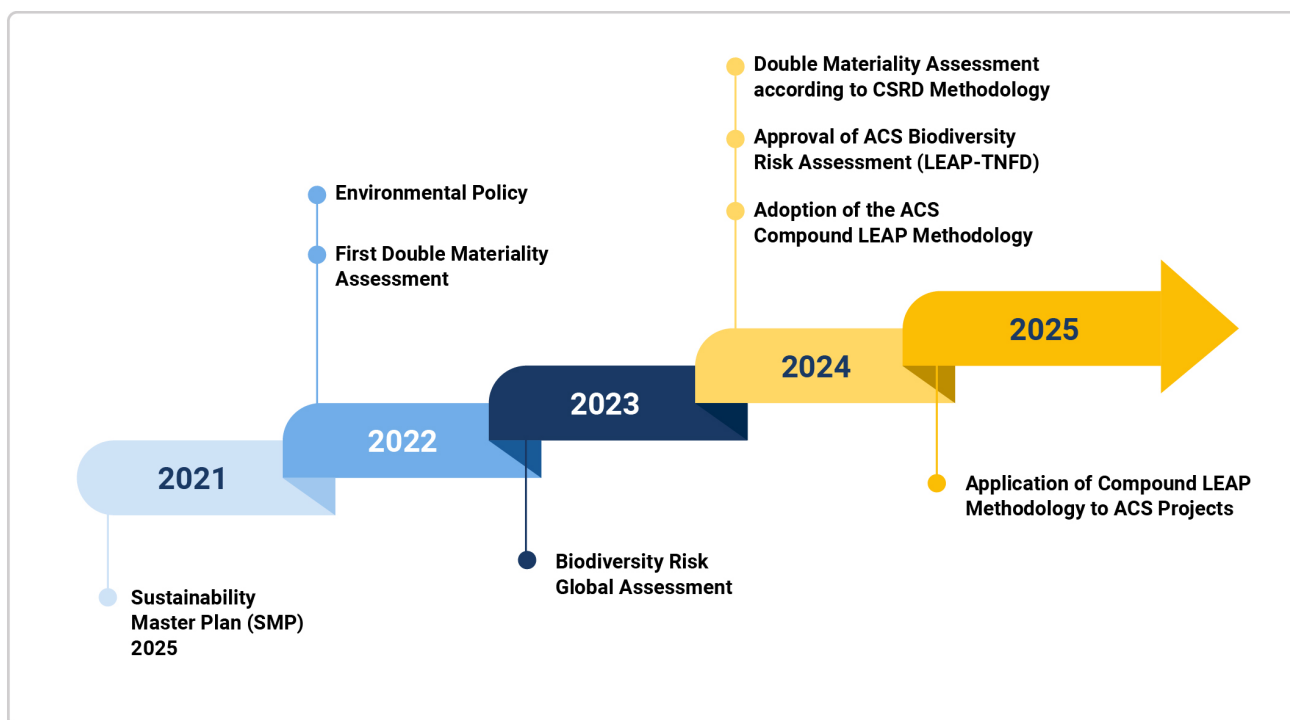 2021
Sustainability
Master Plan (SMP)
2025
2022
Environmental Policy
First Double Materiality
Assessment
2023
Biodiversity Risk
Global Assessment
2024
Double Materiality Assessment
according to CSRD Methodology
Approval of ACS Biodiversity
Risk Assessment (LEAP-TNFD)
Adoption of the ACS
Compound LEAP Methodology
2025
Application of Compound LEAP
Methodology to ACS Projects